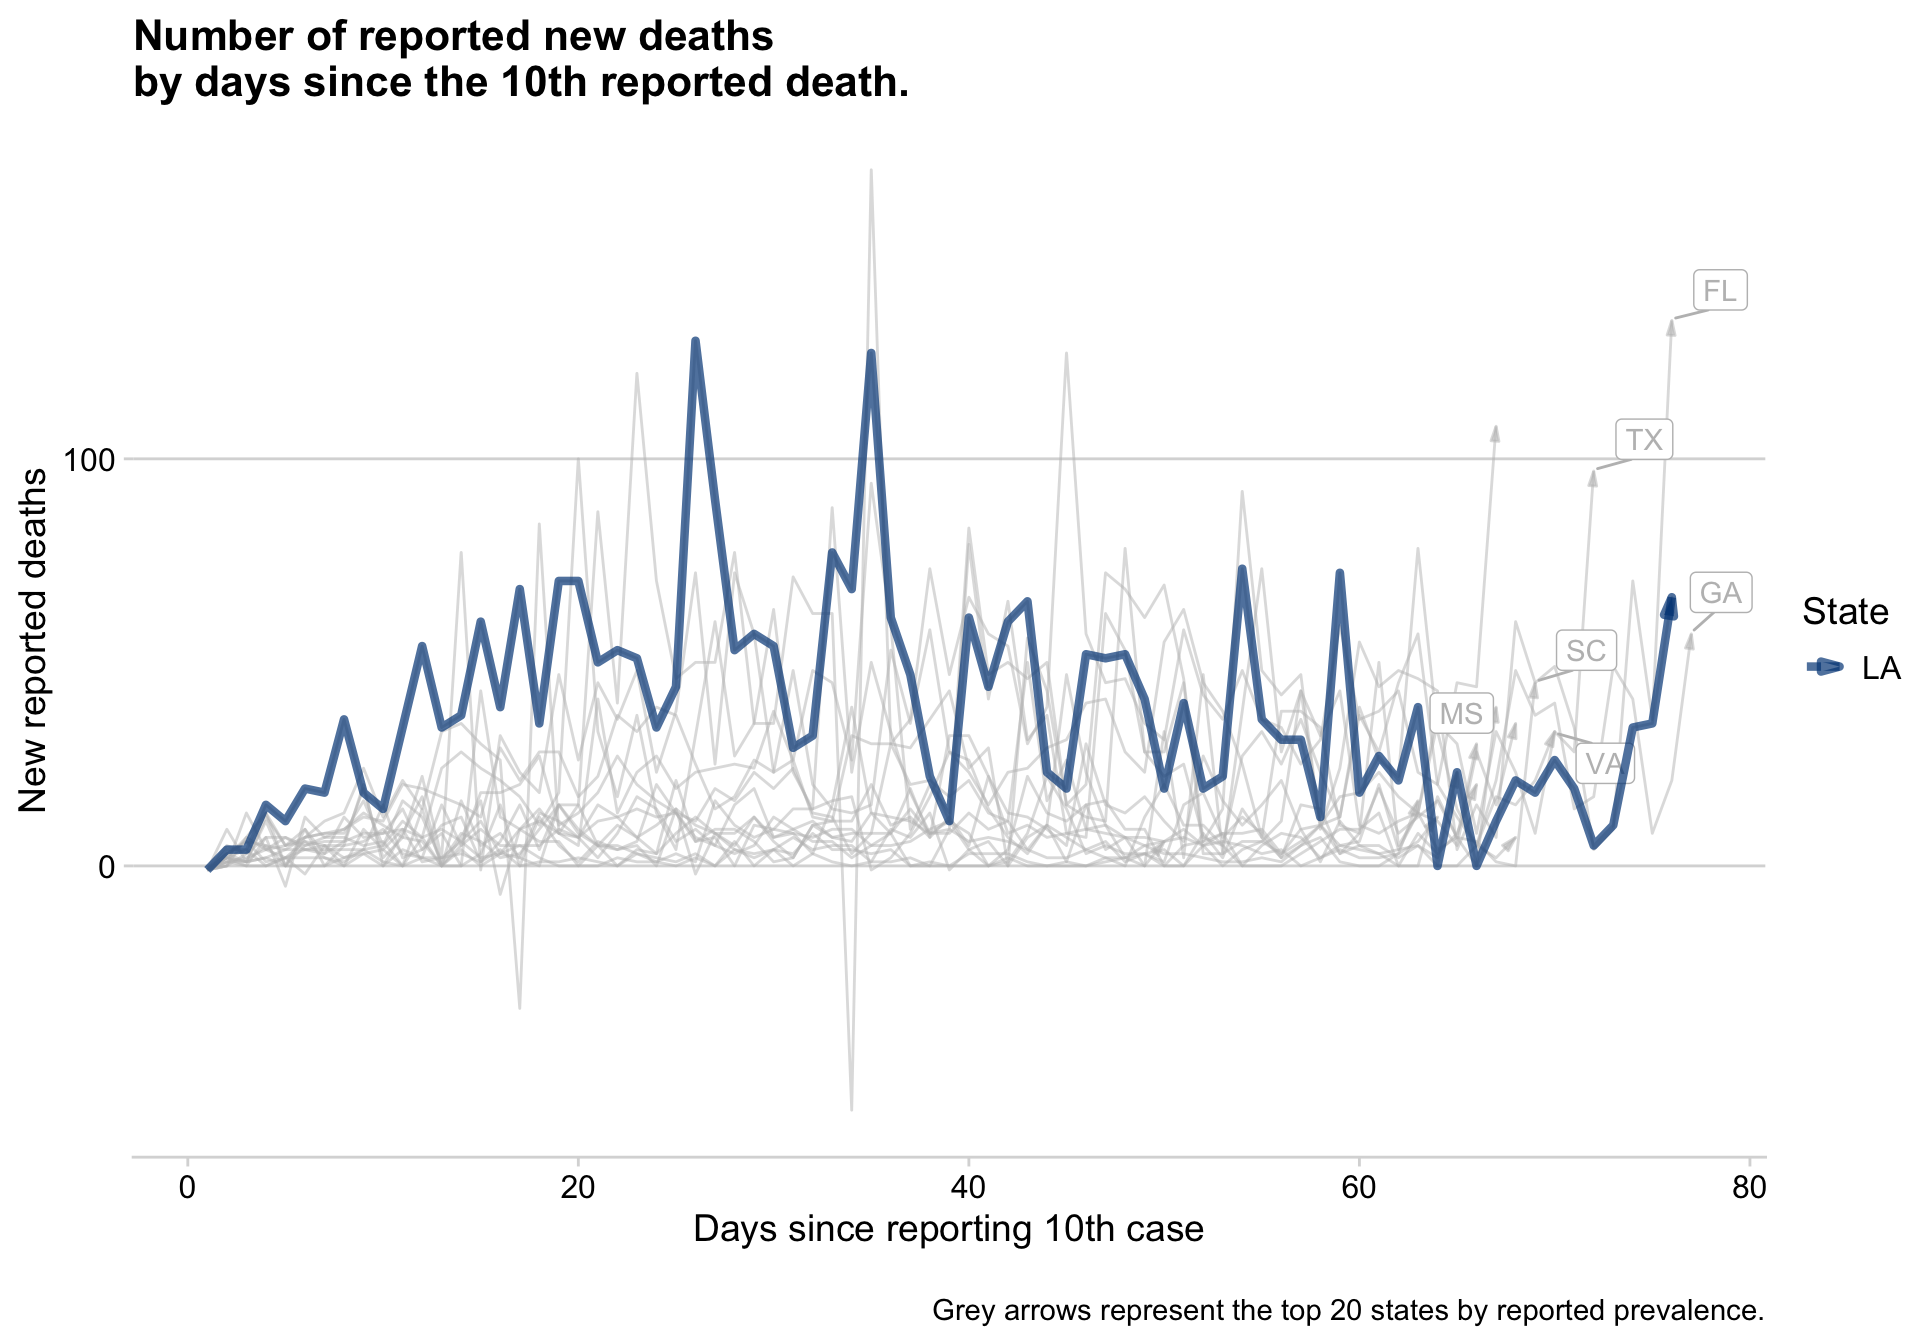 Number of reported new deaths
by days since the 10th reported death.
New reported deaths
100
0
FL
TX
GA
SC
MS
VA
State
LA
0 20 40 60 80
Days since reporting 10th case
Grey arrows represent the top 20 states by reported prevalence.